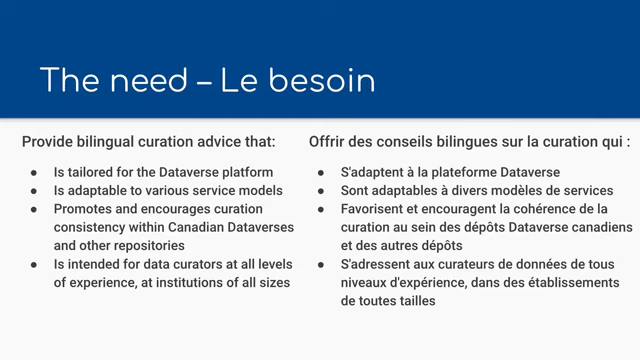 The need – Le besoin
Provide bilingual curation advice that:
● Is tailored for the Dataverse platform
● Is adaptable to various service models
● Promotes and encourages curation
consistency within Canadian Dataverses
and other repositories
● Is intended for data curators at all levels
of experience, at institutions of all sizes
Offrir des conseils bilingues sur la curation qui :
● S'adaptent à la plateforme Dataverse
● Sont adaptables à divers modèles de services
● Favorisent et encouragent la cohérence de la
curation au sein des dépôts Dataverse canadiens
et des autres dépôts
● S'adressent aux curateurs de données de tous
niveaux d'expérience, dans des établissements
de toutes tailles